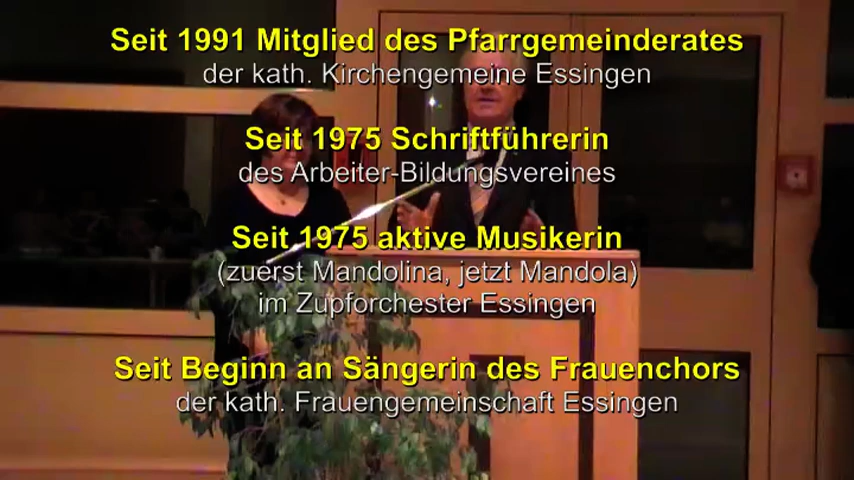 Seit 1991 Mitglied des Pfarrgemeinderates
der kath. Kirchengemeine Essingen
Seit 1975 Schriftführerin
des Arbeiter-Bildungsvereines
Seit 1975 aktive Musikerin
(zuerst Mandolina, jetzt Mandola)
im Zupforchester Essingen
Seit Beginn an Sängerin des Frauenchors
der kath. Frauengemeinschaft Essingen